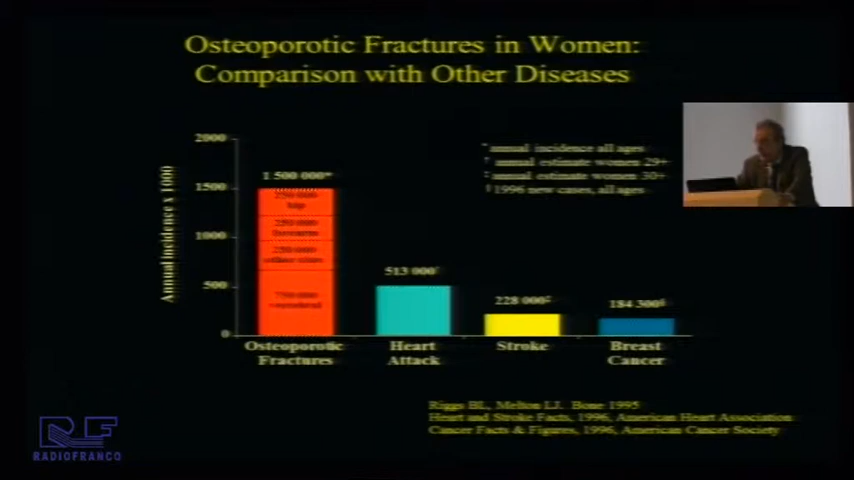 Osteoporotic Fractures in Women:
Comparison with Other Diseases
Annual incidence x 1000
2000
1500
1000
500
0
1 500 000*
250 000
hip
250 000
forearm
250 000
other sites
750 000
vertebral
513 000†
228 000‡
184 300§
* annual incidence all ages
† annual estimate women 29+
‡ annual estimate women 30+
§ 1996 new cases, all ages
Osteoporotic
Fractures
Heart
Attack
Stroke
Breast
Cancer
Riggs BL, Melton LJ. Bone 1995
Heart and Stroke Facts, 1996, American Heart Association
Cancer Facts & Figures, 1996, American Cancer Society
RF
RADIOFRANCO